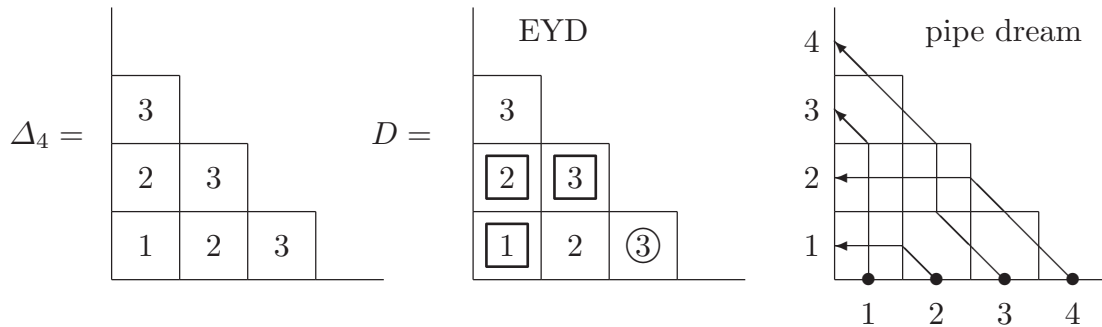 EYD
pipe dream
4
3 3 3
Δ₄ = D =
2 3 2 3 2
1 2 3 1 2 3 1
1 2 3 4